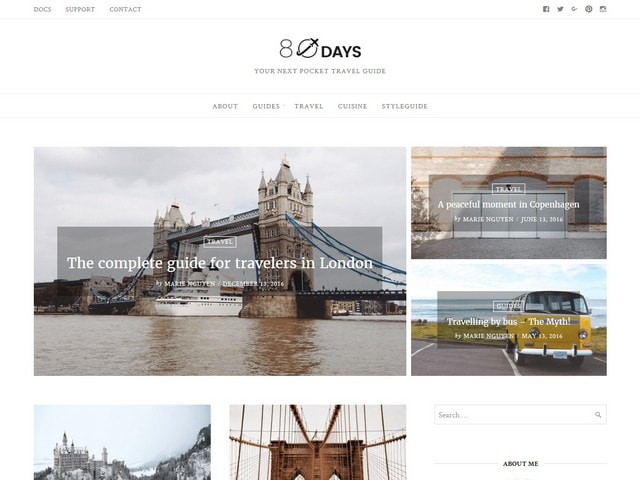 DOCS SUPPORT CONTACT
80 DAYS
YOUR NEXT POCKET TRAVEL GUIDE
ABOUT GUIDES TRAVEL CUISINE STYLEGUIDE
TRAVEL
The complete guide for travelers in London
by MARIE NGUYEN / DECEMBER 13, 2016
TRAVEL
A peaceful moment in Copenhagen
by MARIE NGUYEN / JUNE 13, 2016
GUIDES
Travelling by bus – The Myth!
by MARIE NGUYEN / MAY 13, 2016
Search …
ABOUT ME